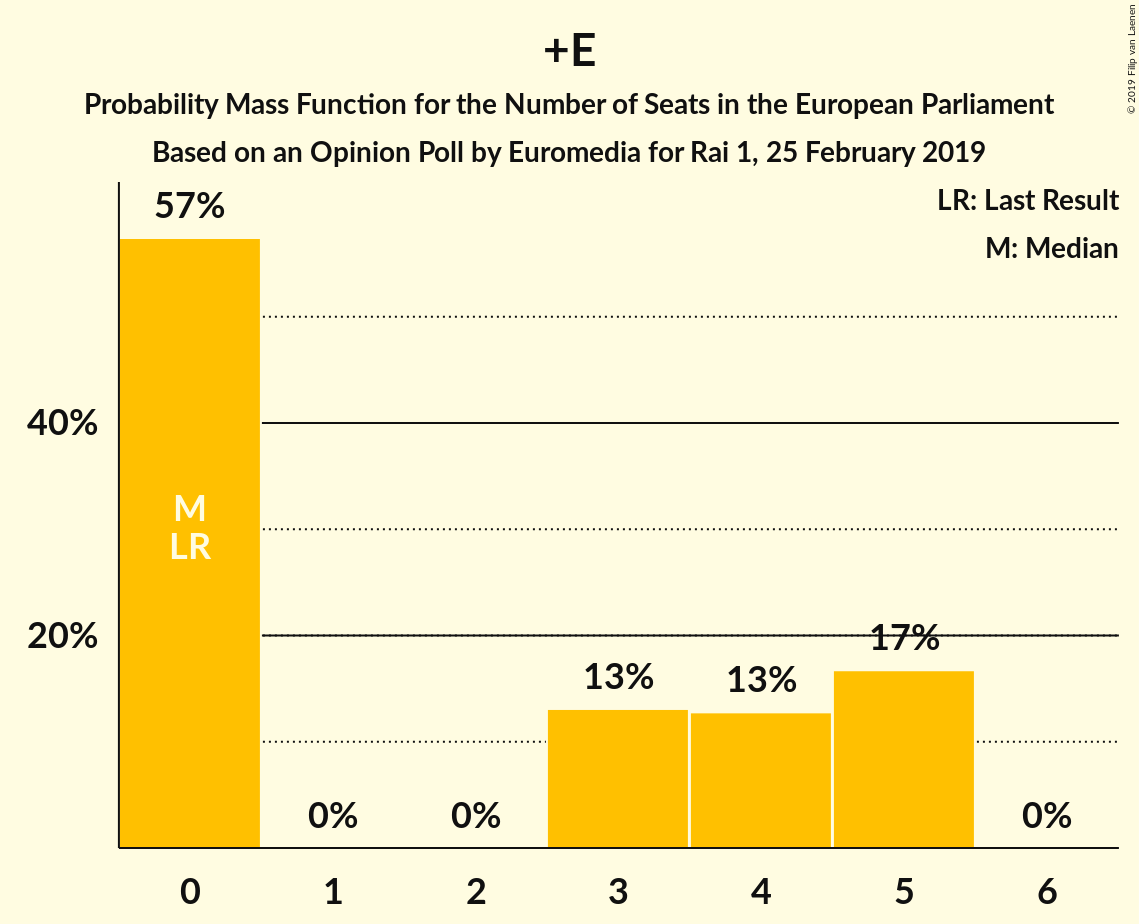 +E
Probability Mass Function for the Number of Seats in the European Parliament
Based on an Opinion Poll by Euromedia for Rai 1, 25 February 2019
© 2019 Filip van Laenen
LR: Last Result
M: Median
57%
40%
M
LR
20%
17%
13%
13%
0%
0%
0%
0
1
2
3
4
5
6